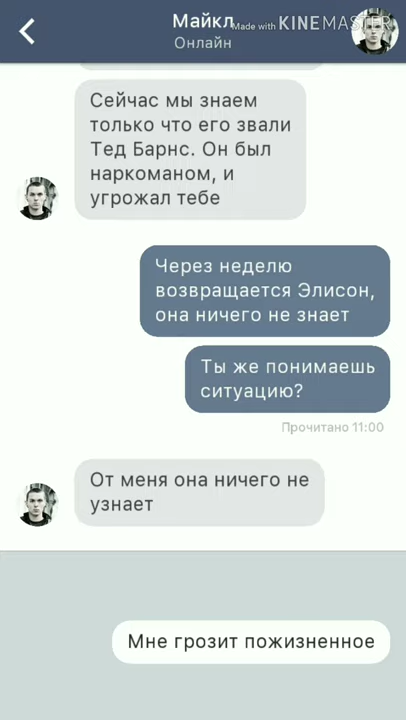 Майкл
Made with KINEMASTER
Онлайн
Сейчас мы знаем
только что его звали
Тед Барнс. Он был
наркоманом, и
угрожал тебе
Через неделю
возвращается Элисон,
она ничего не знает
Ты же понимаешь
ситуацию?
Прочитано 11:00
От меня она ничего не
узнает
Мне грозит пожизненное